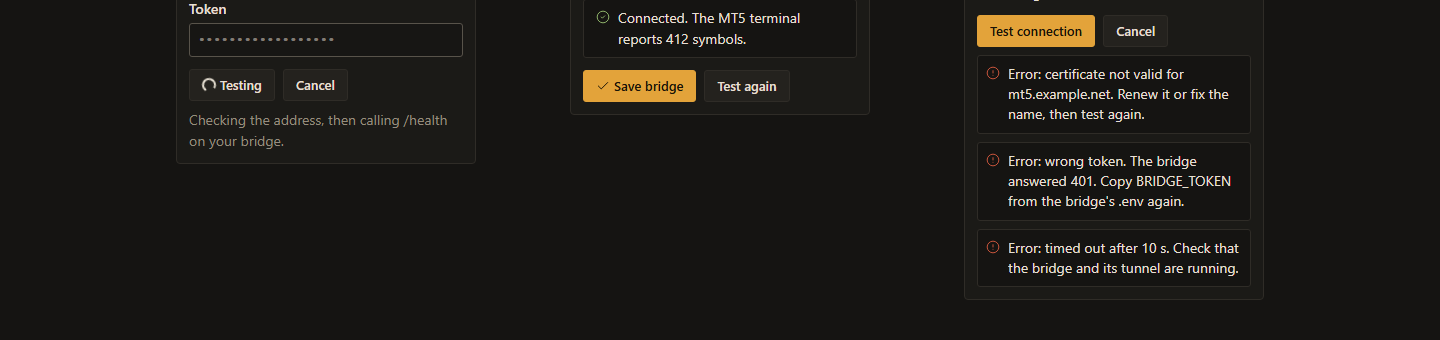 Token
Testing
Cancel
Checking the address, then calling /health
on your bridge.
Connected. The MT5 terminal
reports 412 symbols.
Save bridge
Test again
Test connection
Cancel
Error: certificate not valid for
mt5.example.net. Renew it or fix the
name, then test again.
Error: wrong token. The bridge
answered 401. Copy BRIDGE_TOKEN
from the bridge's .env again.
Error: timed out after 10 s. Check that
the bridge and its tunnel are running.